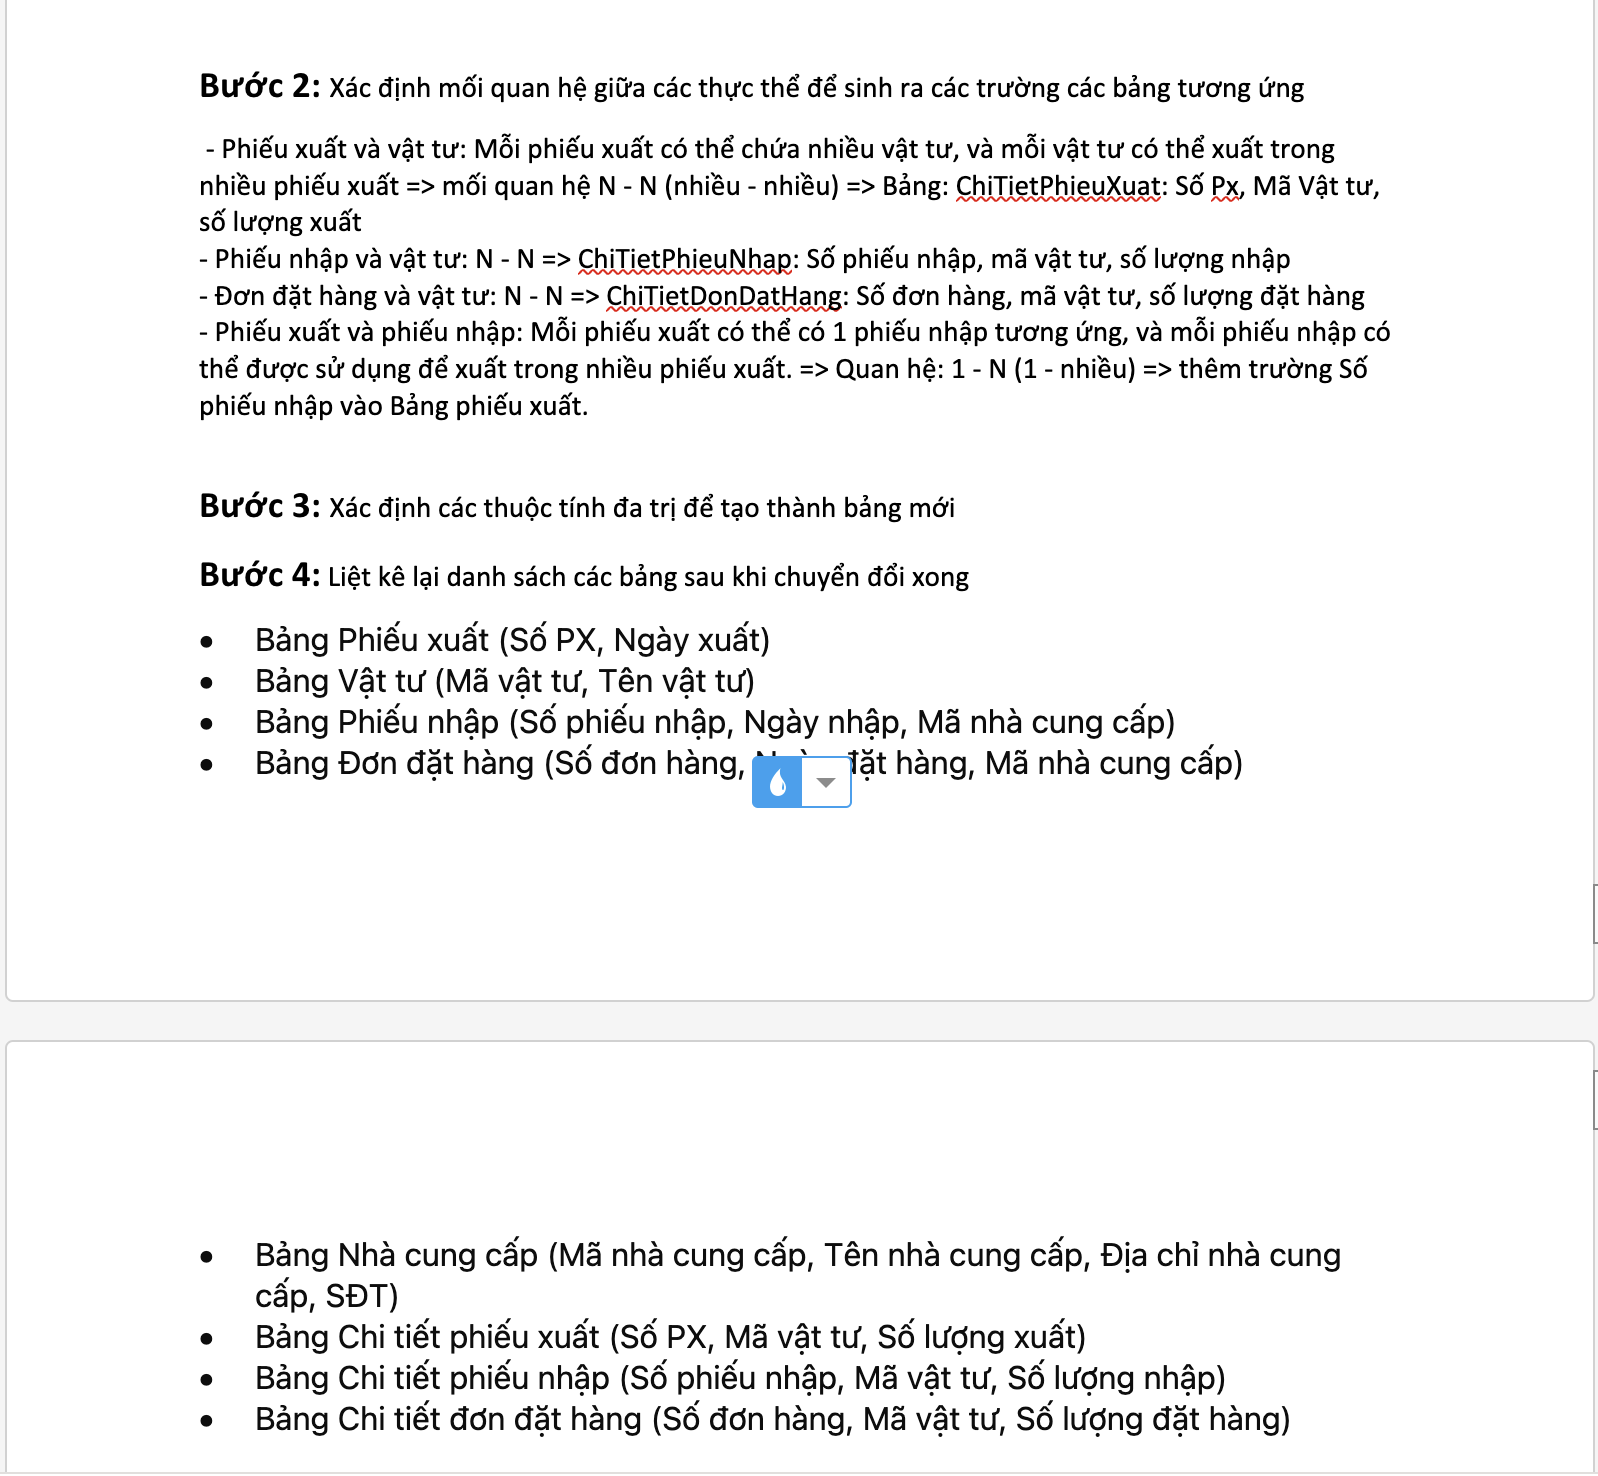 Bước 2: Xác định mối quan hệ giữa các thực thể để sinh ra các trường các bảng tương ứng
- Phiếu xuất và vật tư: Mỗi phiếu xuất có thể chứa nhiều vật tư, và mỗi vật tư có thể xuất trong
nhiều phiếu xuất => mối quan hệ N - N (nhiều - nhiều) => Bảng: ChiTietPhieuXuat: Số Px, Mã Vật tư,
số lượng xuất
- Phiếu nhập và vật tư: N - N => ChiTietPhieuNhap: Số phiếu nhập, mã vật tư, số lượng nhập
- Đơn đặt hàng và vật tư: N - N => ChiTietDonDatHang: Số đơn hàng, mã vật tư, số lượng đặt hàng
- Phiếu xuất và phiếu nhập: Mỗi phiếu xuất có thể có 1 phiếu nhập tương ứng, và mỗi phiếu nhập có
thể được sử dụng để xuất trong nhiều phiếu xuất. => Quan hệ: 1 - N (1 - nhiều) => thêm trường Số
phiếu nhập vào Bảng phiếu xuất.
Bước 3: Xác định các thuộc tính đa trị để tạo thành bảng mới
Bước 4: Liệt kê lại danh sách các bảng sau khi chuyển đổi xong
• Bảng Phiếu xuất (Số PX, Ngày xuất)
• Bảng Vật tư (Mã vật tư, Tên vật tư)
• Bảng Phiếu nhập (Số phiếu nhập, Ngày nhập, Mã nhà cung cấp)
• Bảng Đơn đặt hàng (Số đơn hàng, đặt hàng, Mã nhà cung cấp)
• Bảng Nhà cung cấp (Mã nhà cung cấp, Tên nhà cung cấp, Địa chỉ nhà cung
cấp, SĐT)
• Bảng Chi tiết phiếu xuất (Số PX, Mã vật tư, Số lượng xuất)
• Bảng Chi tiết phiếu nhập (Số phiếu nhập, Mã vật tư, Số lượng nhập)
• Bảng Chi tiết đơn đặt hàng (Số đơn hàng, Mã vật tư, Số lượng đặt hàng)